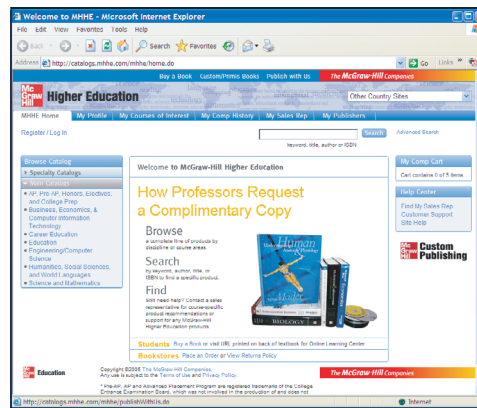 Welcome to MHHE - Microsoft Internet Explorer
File Edit View Favorites Tools Help
Back Search Favorites
Address http://catalogs.mhhe.com/mhhe/home.do Go Links »
Buy a Book Custom/Primis Books Publish with Us The McGraw-Hill Companies
Mc Graw Hill Higher Education Other Country Sites
MHHE Home My Profile My Courses of Interest My Comp History My Sales Rep My Publishers
Register / Log In Search Advanced Search
keyword, title, author or ISBN
Browse Catalog
Specialty Catalogs
Main Catalogs
AP, Pre-AP, Honors, Electives,
and College Prep
Business, Economics, &
Computer Information
Technology
Career Education
Education
Engineering/Computer
Science
Humanities, Social Sciences,
and World Languages
Science and Mathematics
Welcome to McGraw-Hill Higher Education
How Professors Request
a Complimentary Copy
Browse
a complete line of products by
discipline or course areas
Search
by keyword, author, title, or
ISBN to find a specific product.
Find
Still need help? Contact a sales
representative for course-specific
product recommendations or
support for any McGraw-Hill
Higher Education products.
Human
BIOLOGY
Students Buy a Book or visit URL printed on back of textbook for Online Learning Center
Bookstores Place an Order or View Returns Policy
My Comp Cart
Cart contains 0 of 5 items
Help Center
Find My Sales Rep
Customer Support
Site Help
Mc Graw Hill Custom
Publishing
Mc Graw Hill Education
Copyright ©2005 The McGraw-Hill Companies
Any use is subject to the Terms of Use and Privacy Policy.
The McGraw-Hill Companies
* Pre-AP, AP and Advanced Placement Program are registered trademarks of the College
Entrance Examination Board, which was not involved in the production of and does not
http://catalogs.mhhe.com/mhhe/publishWithUs.do Internet